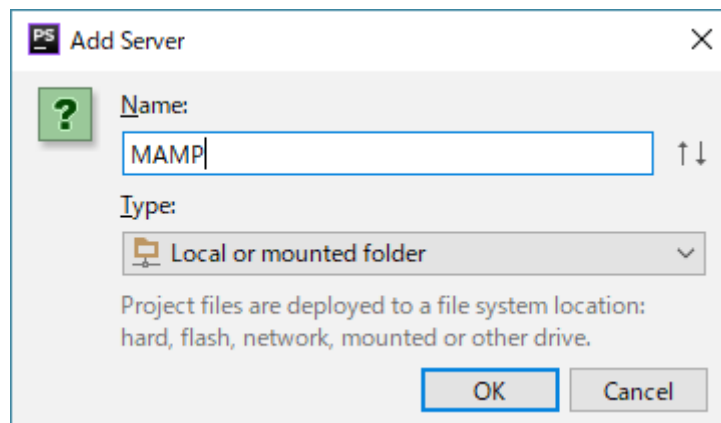 PS Add Server
?
Name:
MAMP
Type:
Local or mounted folder
Project files are deployed to a file system location:
hard, flash, network, mounted or other drive.
OK Cancel